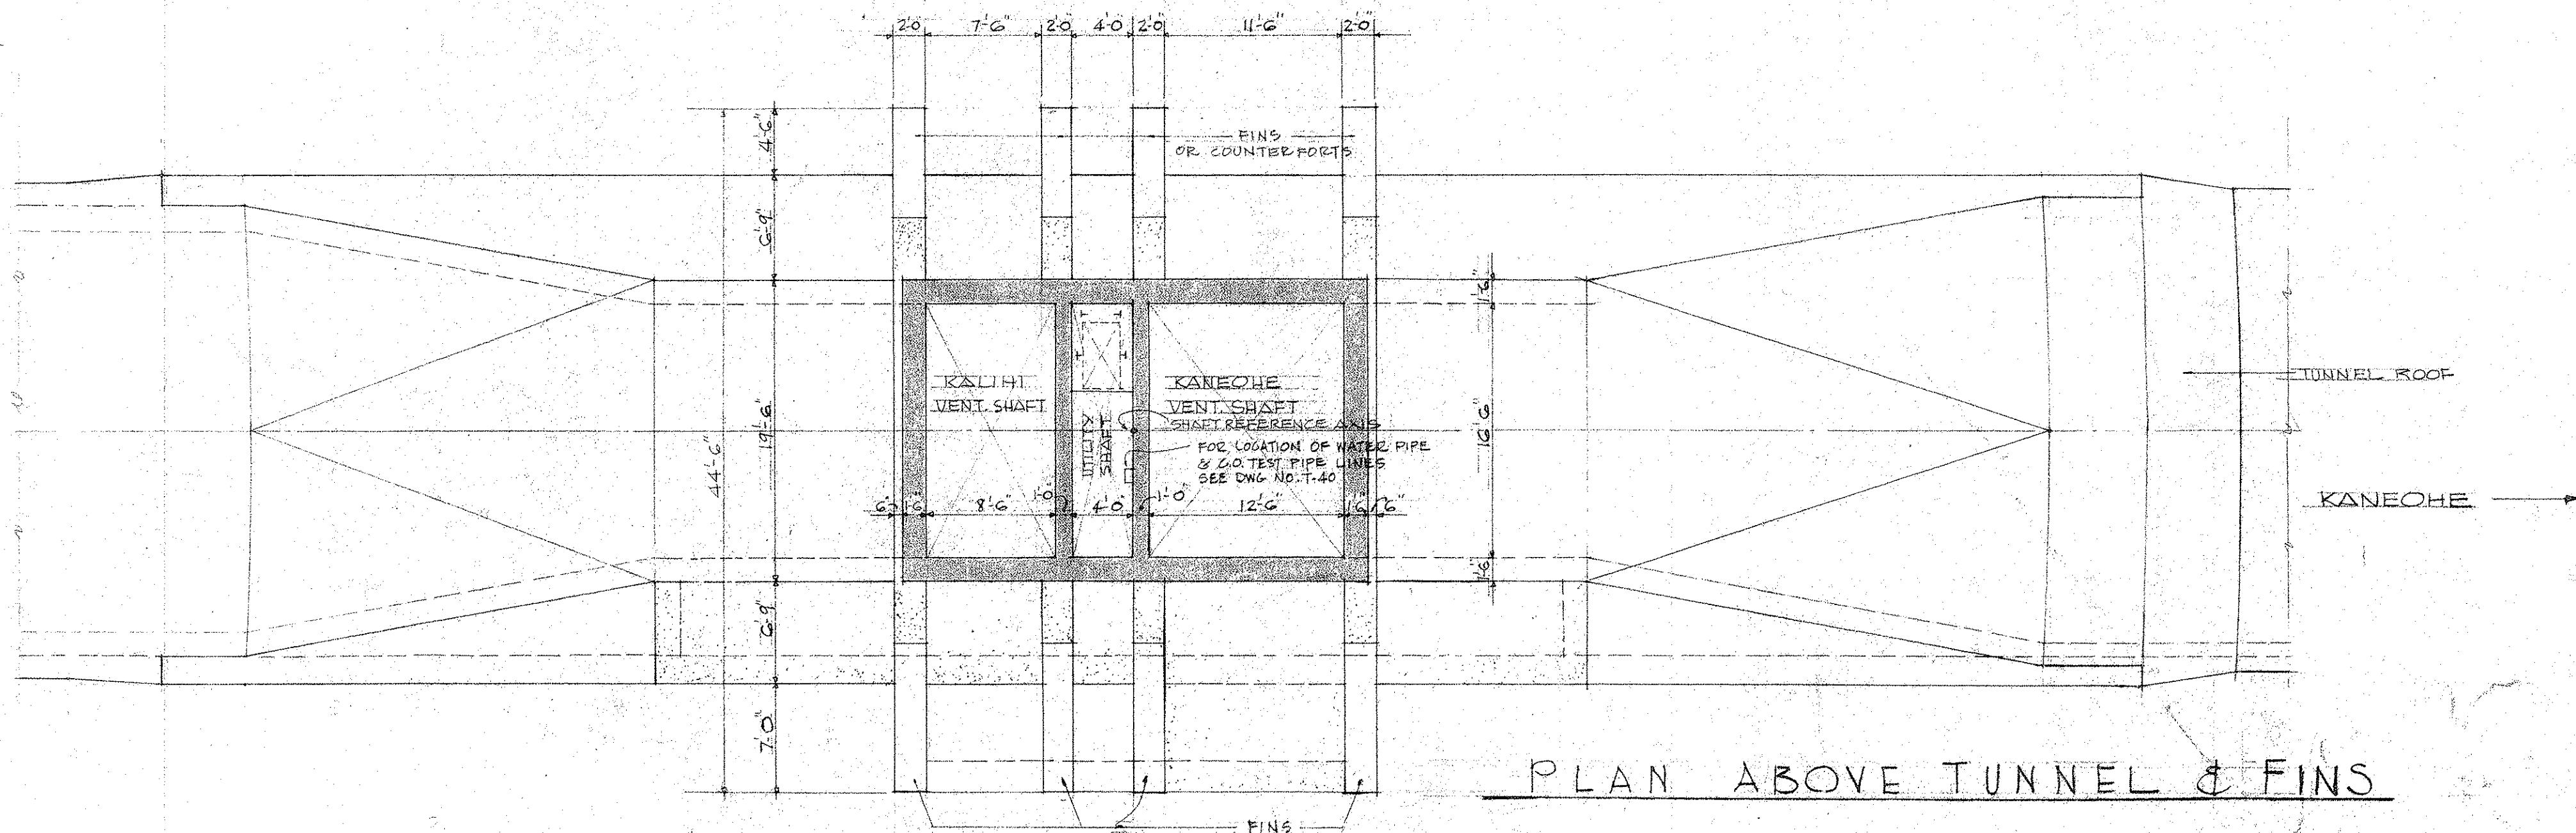 2'-0" 7'-6" 2'-0" 4'-0" 2'-0" 11'-6" 2'-0"
4'-6"
FINS
OR COUNTERFORTS
6'-9"
1'-6"
TUNNEL ROOF
KALIHI
VENT. SHAFT
KANEOHE
VENT. SHAFT
SHAFT REFERENCE AXIS
UTILITY
SHAFT
FOR LOCATION OF WATER PIPE
& C.O. TEST PIPE LINES
SEE DWG NO. T-40
19'-6"
44'-6"
16'-6"
KANEOHE
6" 1'-6" 8'-6" 1'-0" 4'-0" 1'-0" 12'-6" 1'-6" 6"
1'-6"
6'-9"
7'-0"
PLAN ABOVE TUNNEL & FINS
FINS